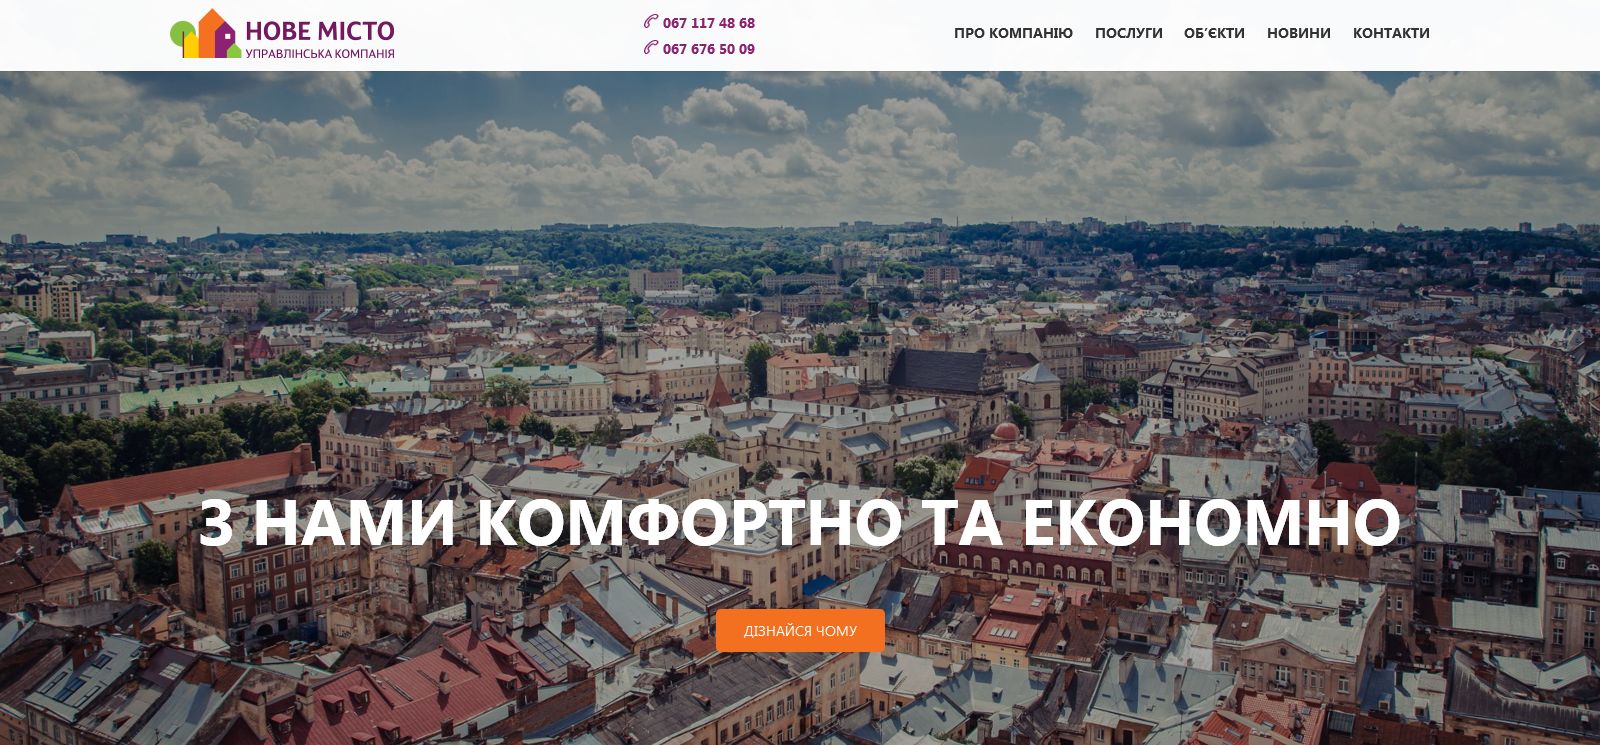 НОВЕ МІСТО
УПРАВЛІНСЬКА КОМПАНІЯ
067 117 48 68
067 676 50 09
ПРО КОМПАНІЮ ПОСЛУГИ ОБ’ЄКТИ НОВИНИ КОНТАКТИ
З НАМИ КОМФОРТНО ТА ЕКОНОМНО
ДІЗНАЙСЯ ЧОМУ